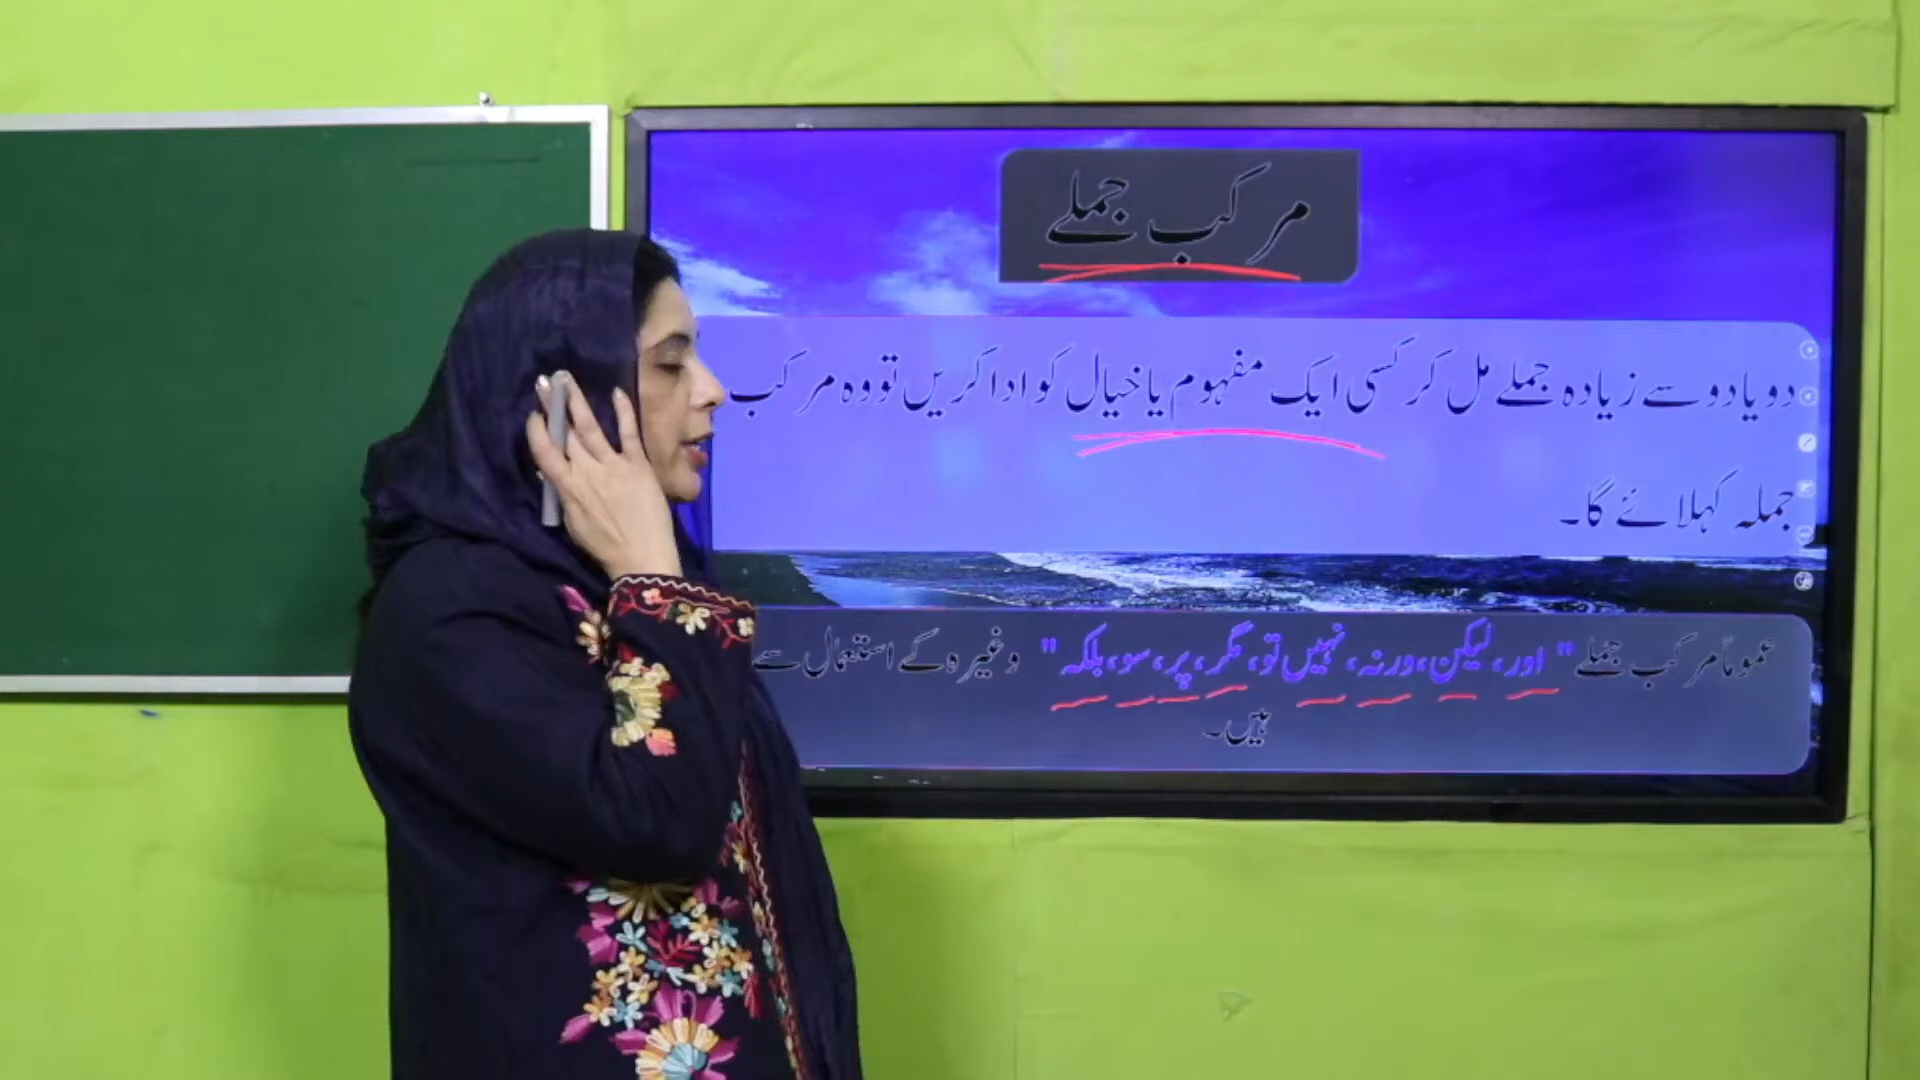 مرکب جملے
دو یا دو سے زیادہ جملے مل کر کسی ایک مفہوم یا خیال کو ادا کریں تو وہ مرکب
جملہ کہلائے گا۔
عموماً مرکب جملے " اور، لیکن، ورنہ، نہیں تو، مگر، پر، سو، بلکہ" وغیرہ کے استعمال سے
ہیں۔